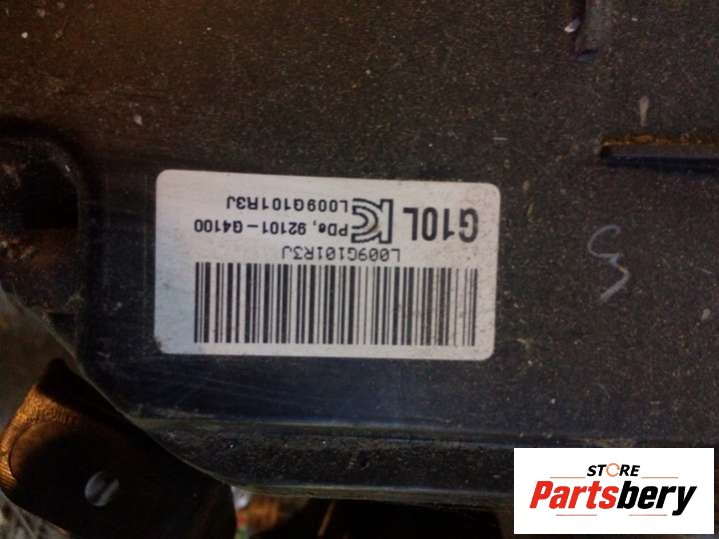 L009G101R3J
G10L
PDe, 92101-G4100
L009G101R3J
STORE
Partsbery